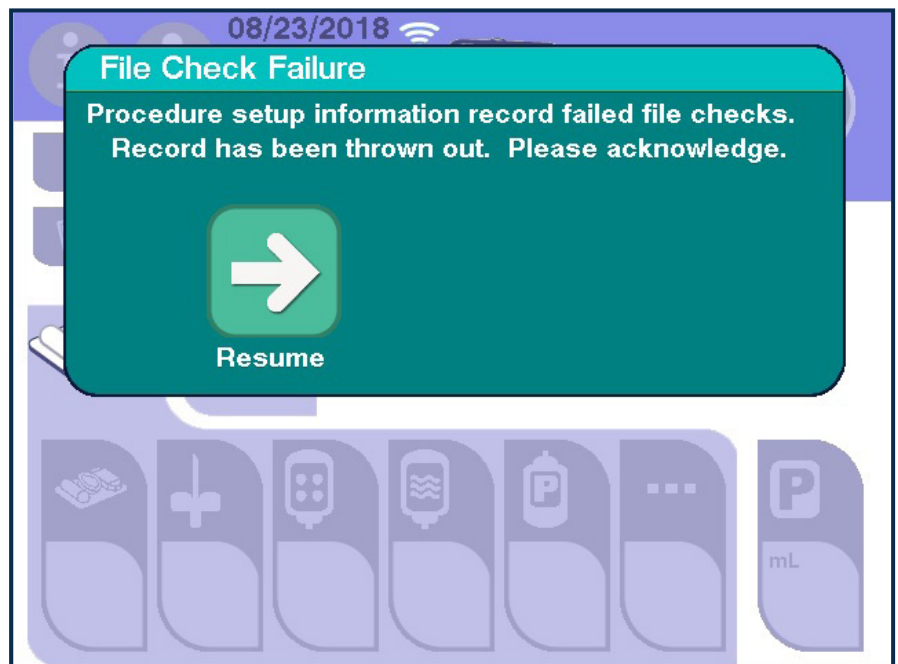 08/23/2018
File Check Failure
Procedure setup information record failed file checks.
Record has been thrown out.  Please acknowledge.
Resume
P
P
mL